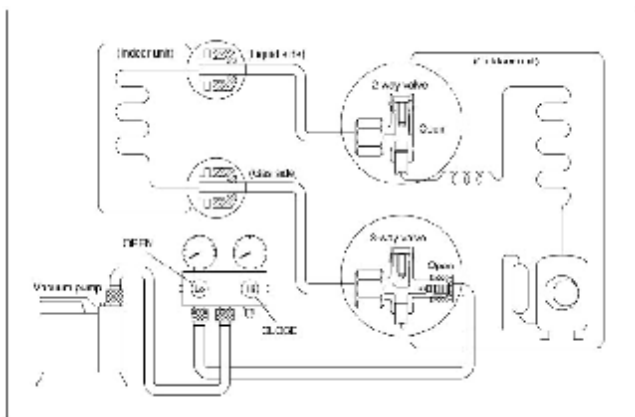 (Indoor unit)
(Liquid side)
(Outdoor unit)
2-way valve
Open
(Gas side)
OPEN
3-way valve
Open
Vacuum pump
CLOSE